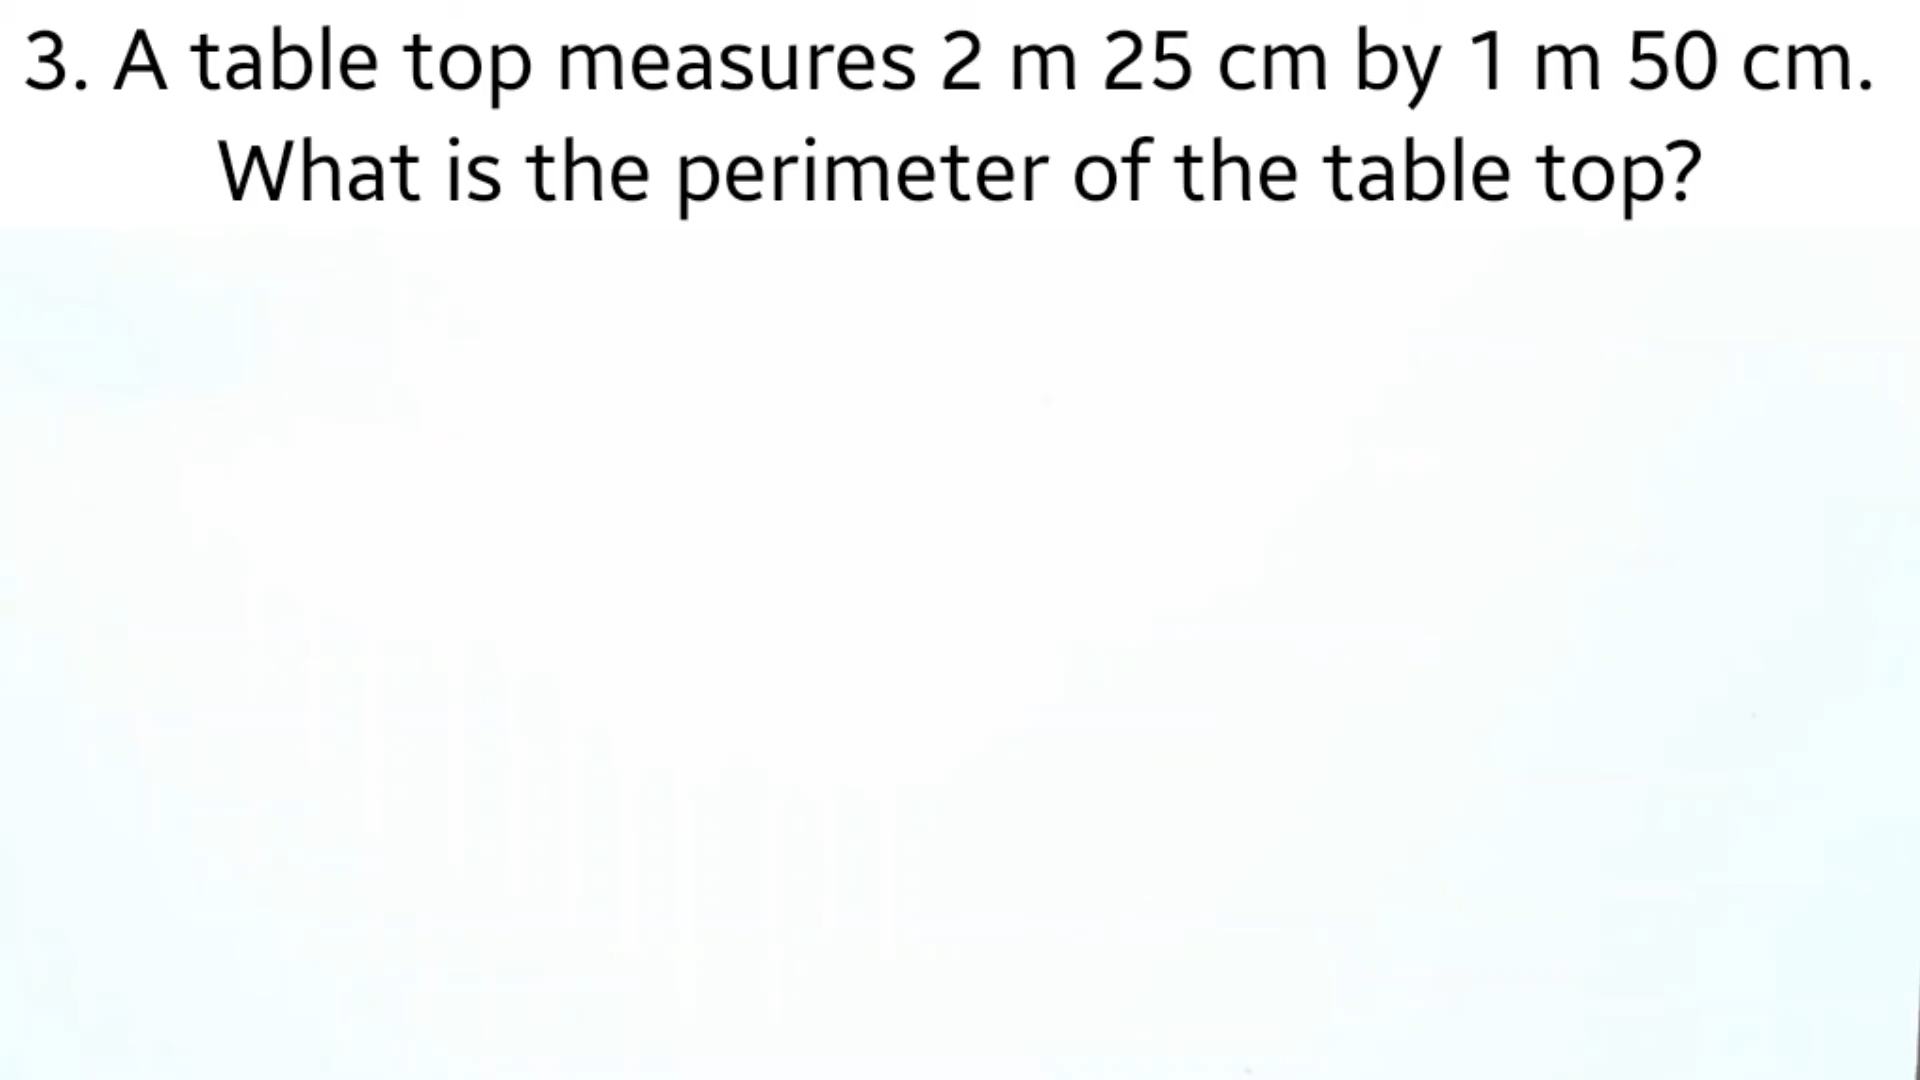 3. A table top measures 2 m 25 cm by 1 m 50 cm.
What is the perimeter of the table top?